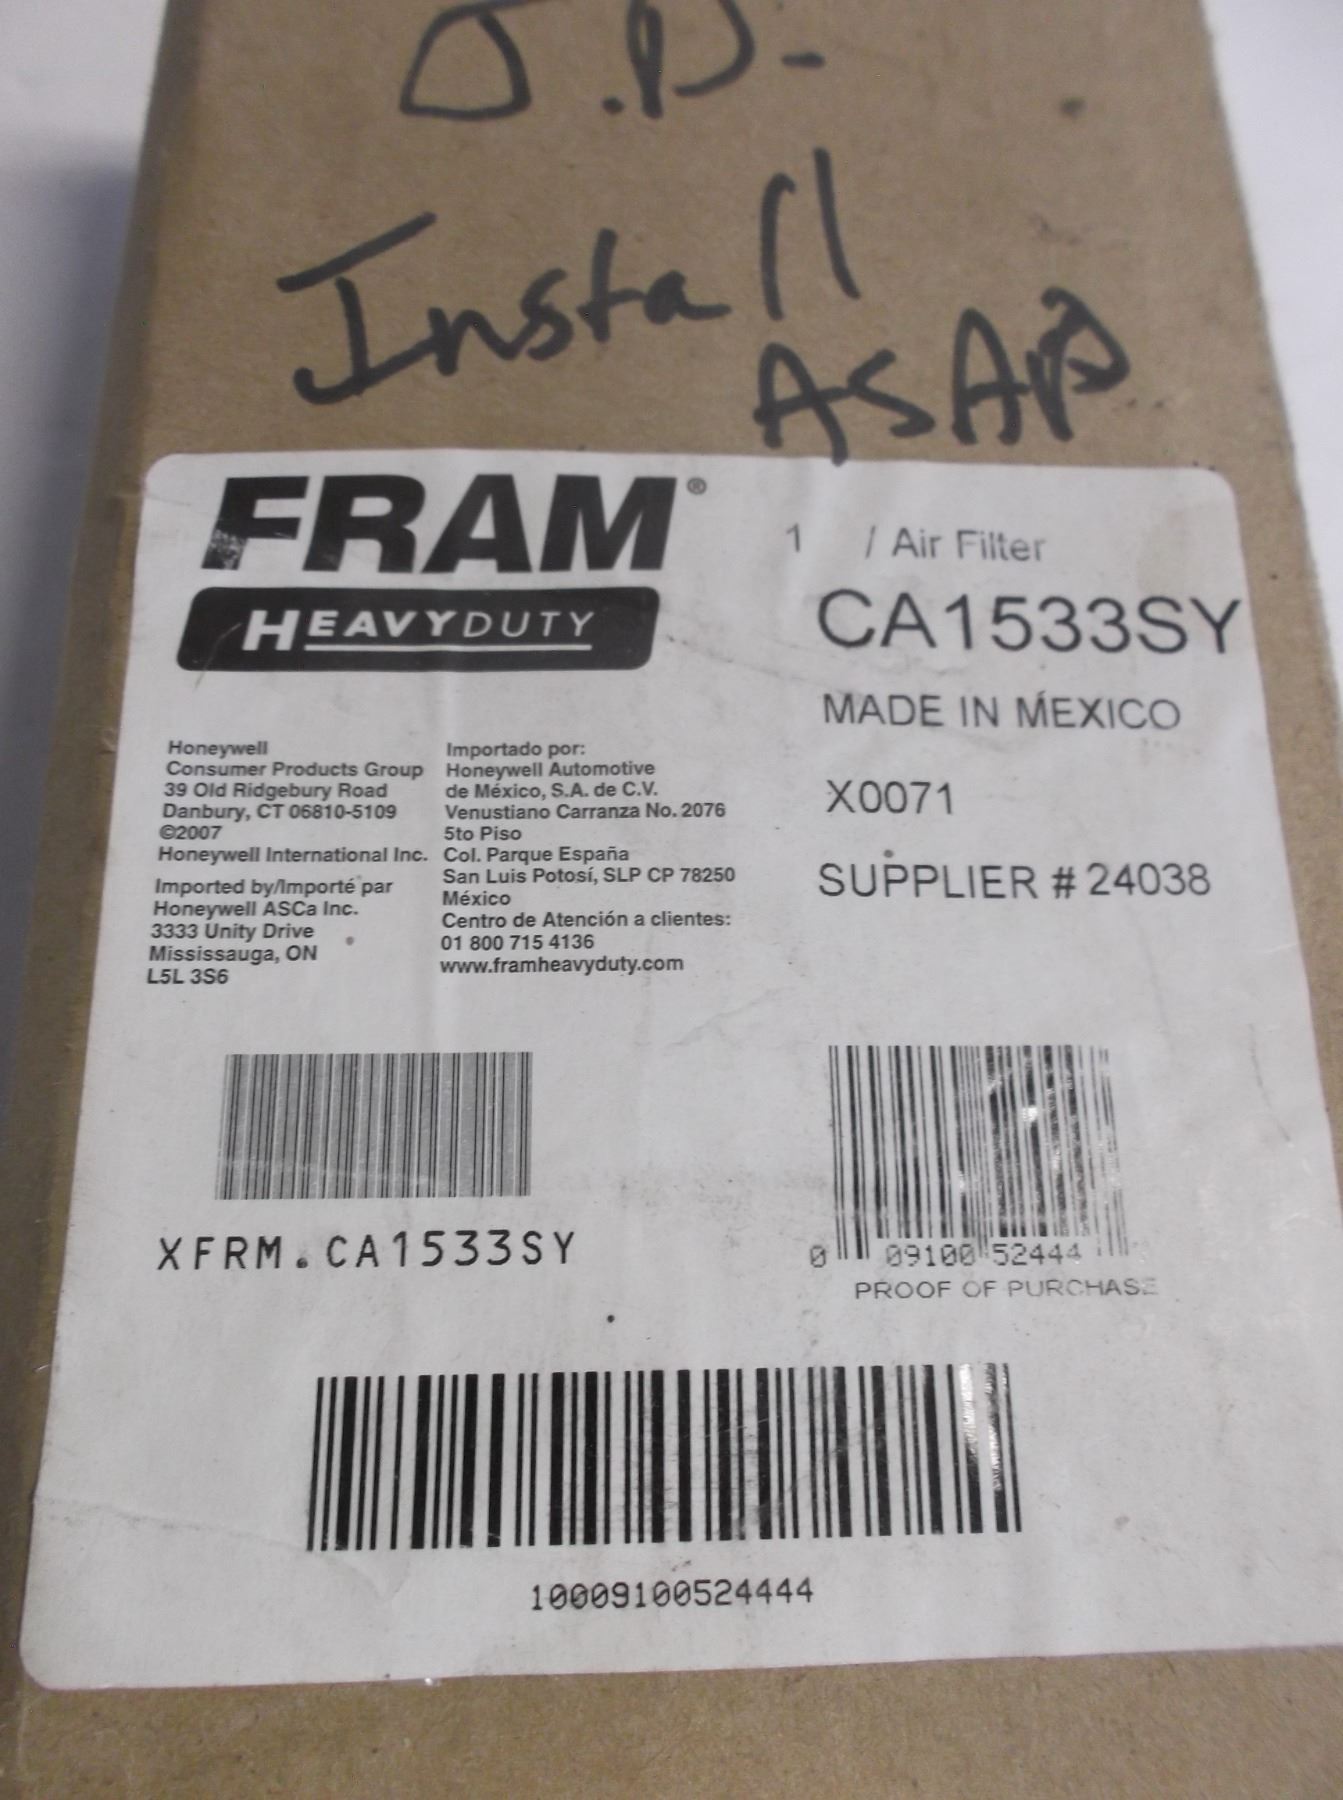 J.D.-
Install
ASAP
FRAM®
HEAVYDUTY
1 / Air Filter
CA1533SY
MADE IN MEXICO
X0071
SUPPLIER # 24038
Honeywell
Consumer Products Group
39 Old Ridgebury Road
Danbury, CT 06810-5109
©2007
Honeywell International Inc.
Imported by/Importé par
Honeywell ASCa Inc.
3333 Unity Drive
Mississauga, ON
L5L 3S6
Importado por:
Honeywell Automotive
de México, S.A. de C.V.
Venustiano Carranza No. 2076
5to Piso
Col. Parque España
San Luis Potosí, SLP CP 78250
México
Centro de Atención a clientes:
01 800 715 4136
www.framheavyduty.com
XFRM.CA1533SY
0 09100 52444
PROOF OF PURCHASE
10009100524444